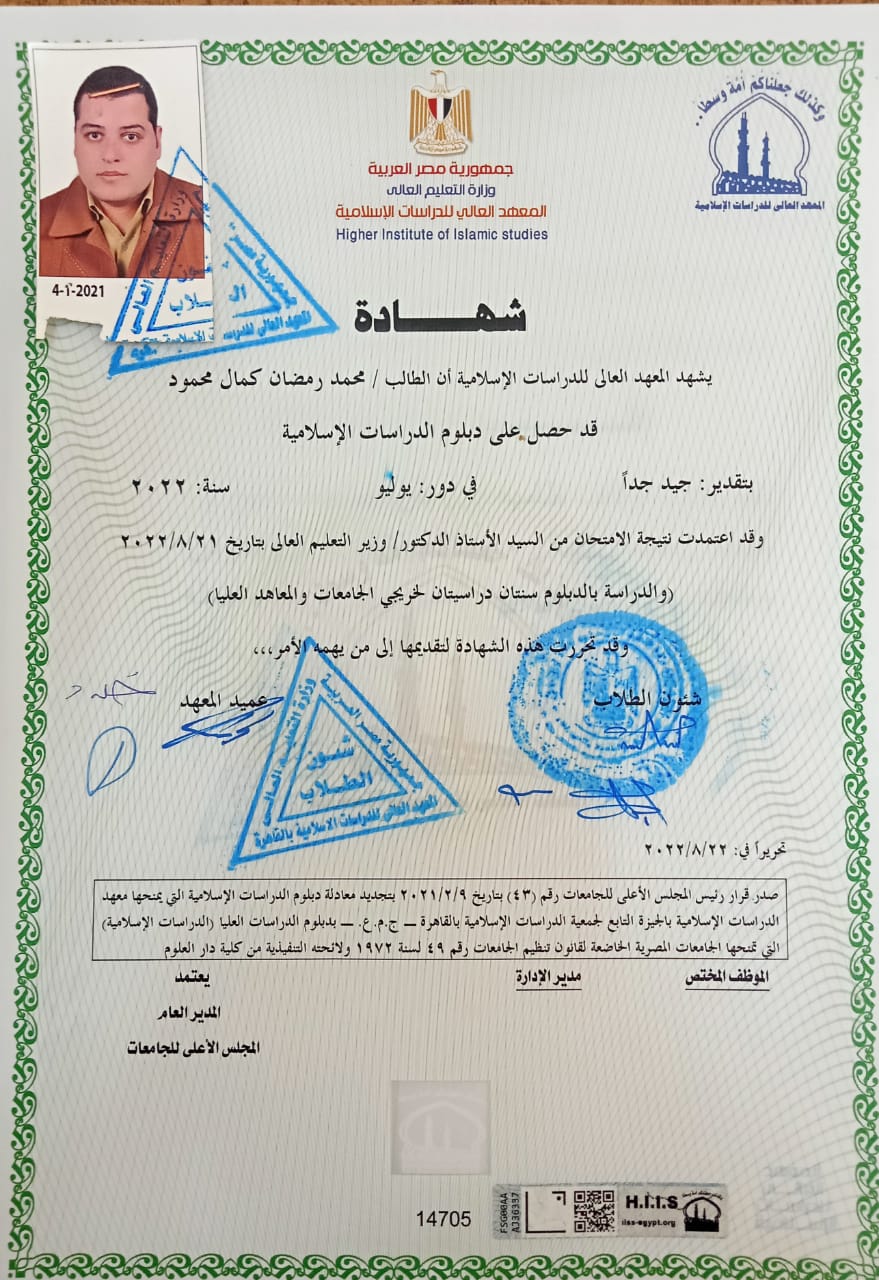 وكذلك جعلناكم أمة وسطا..
المعهد العالى للدراسات الإسلامية
جمهورية مصر العربية
وزارة التعليم العالى
المعهد العالي للدراسات الإسلامية
Higher Institute of Islamic studies
4-1-2021
شهـــادة
يشهد المعهد العالى للدراسات الإسلامية أن الطالب / محمد رمضان كمال محمود
قد حصل على دبلوم الدراسات الإسلامية
بتقدير: جيد جداً في دور: يوليو سنة: ٢٠٢٢
وقد اعتمدت نتيجة الامتحان من السيد الأستاذ الدكتور/ وزير التعليم العالى بتاريخ ٢٠٢٢/٨/٢١
(والدراسة بالدبلوم سنتان دراسيتان لخريجي الجامعات والمعاهد العليا)
وقد تحررت هذه الشهادة لتقديمها إلى من يهمه الأمر،،،
شئون الطلاب عميد المعهد
جمهورية مصر العربية
وزارة التعليم العالى
شئون
الطلاب
المعهد العالى للدراسات الاسلامية بالقاهرة
تحريراً في: ٢٠٢٢/٨/٢٢
صدر قرار رئيس المجلس الأعلى للجامعات رقم (٤٣) بتاريخ ٢٠٢١/٢/٩ بتجديد معادلة دبلوم الدراسات الإسلامية التي يمنحها معهد
الدراسات الإسلامية بالجيزة التابع لجمعية الدراسات الإسلامية بالقاهرة – ج.م.ع. – بدبلوم الدراسات العليا (الدراسات الإسلامية)
التي تمنحها الجامعات المصرية الخاضعة لقانون تنظيم الجامعات رقم ٤٩ لسنة ١٩٧٢ ولائحته التنفيذية من كلية دار العلوم
الموظف المختص مدير الإدارة يعتمد
المدير العام
المجلس الأعلى للجامعات
14705
H.I.I.S
iiss-egypt.org